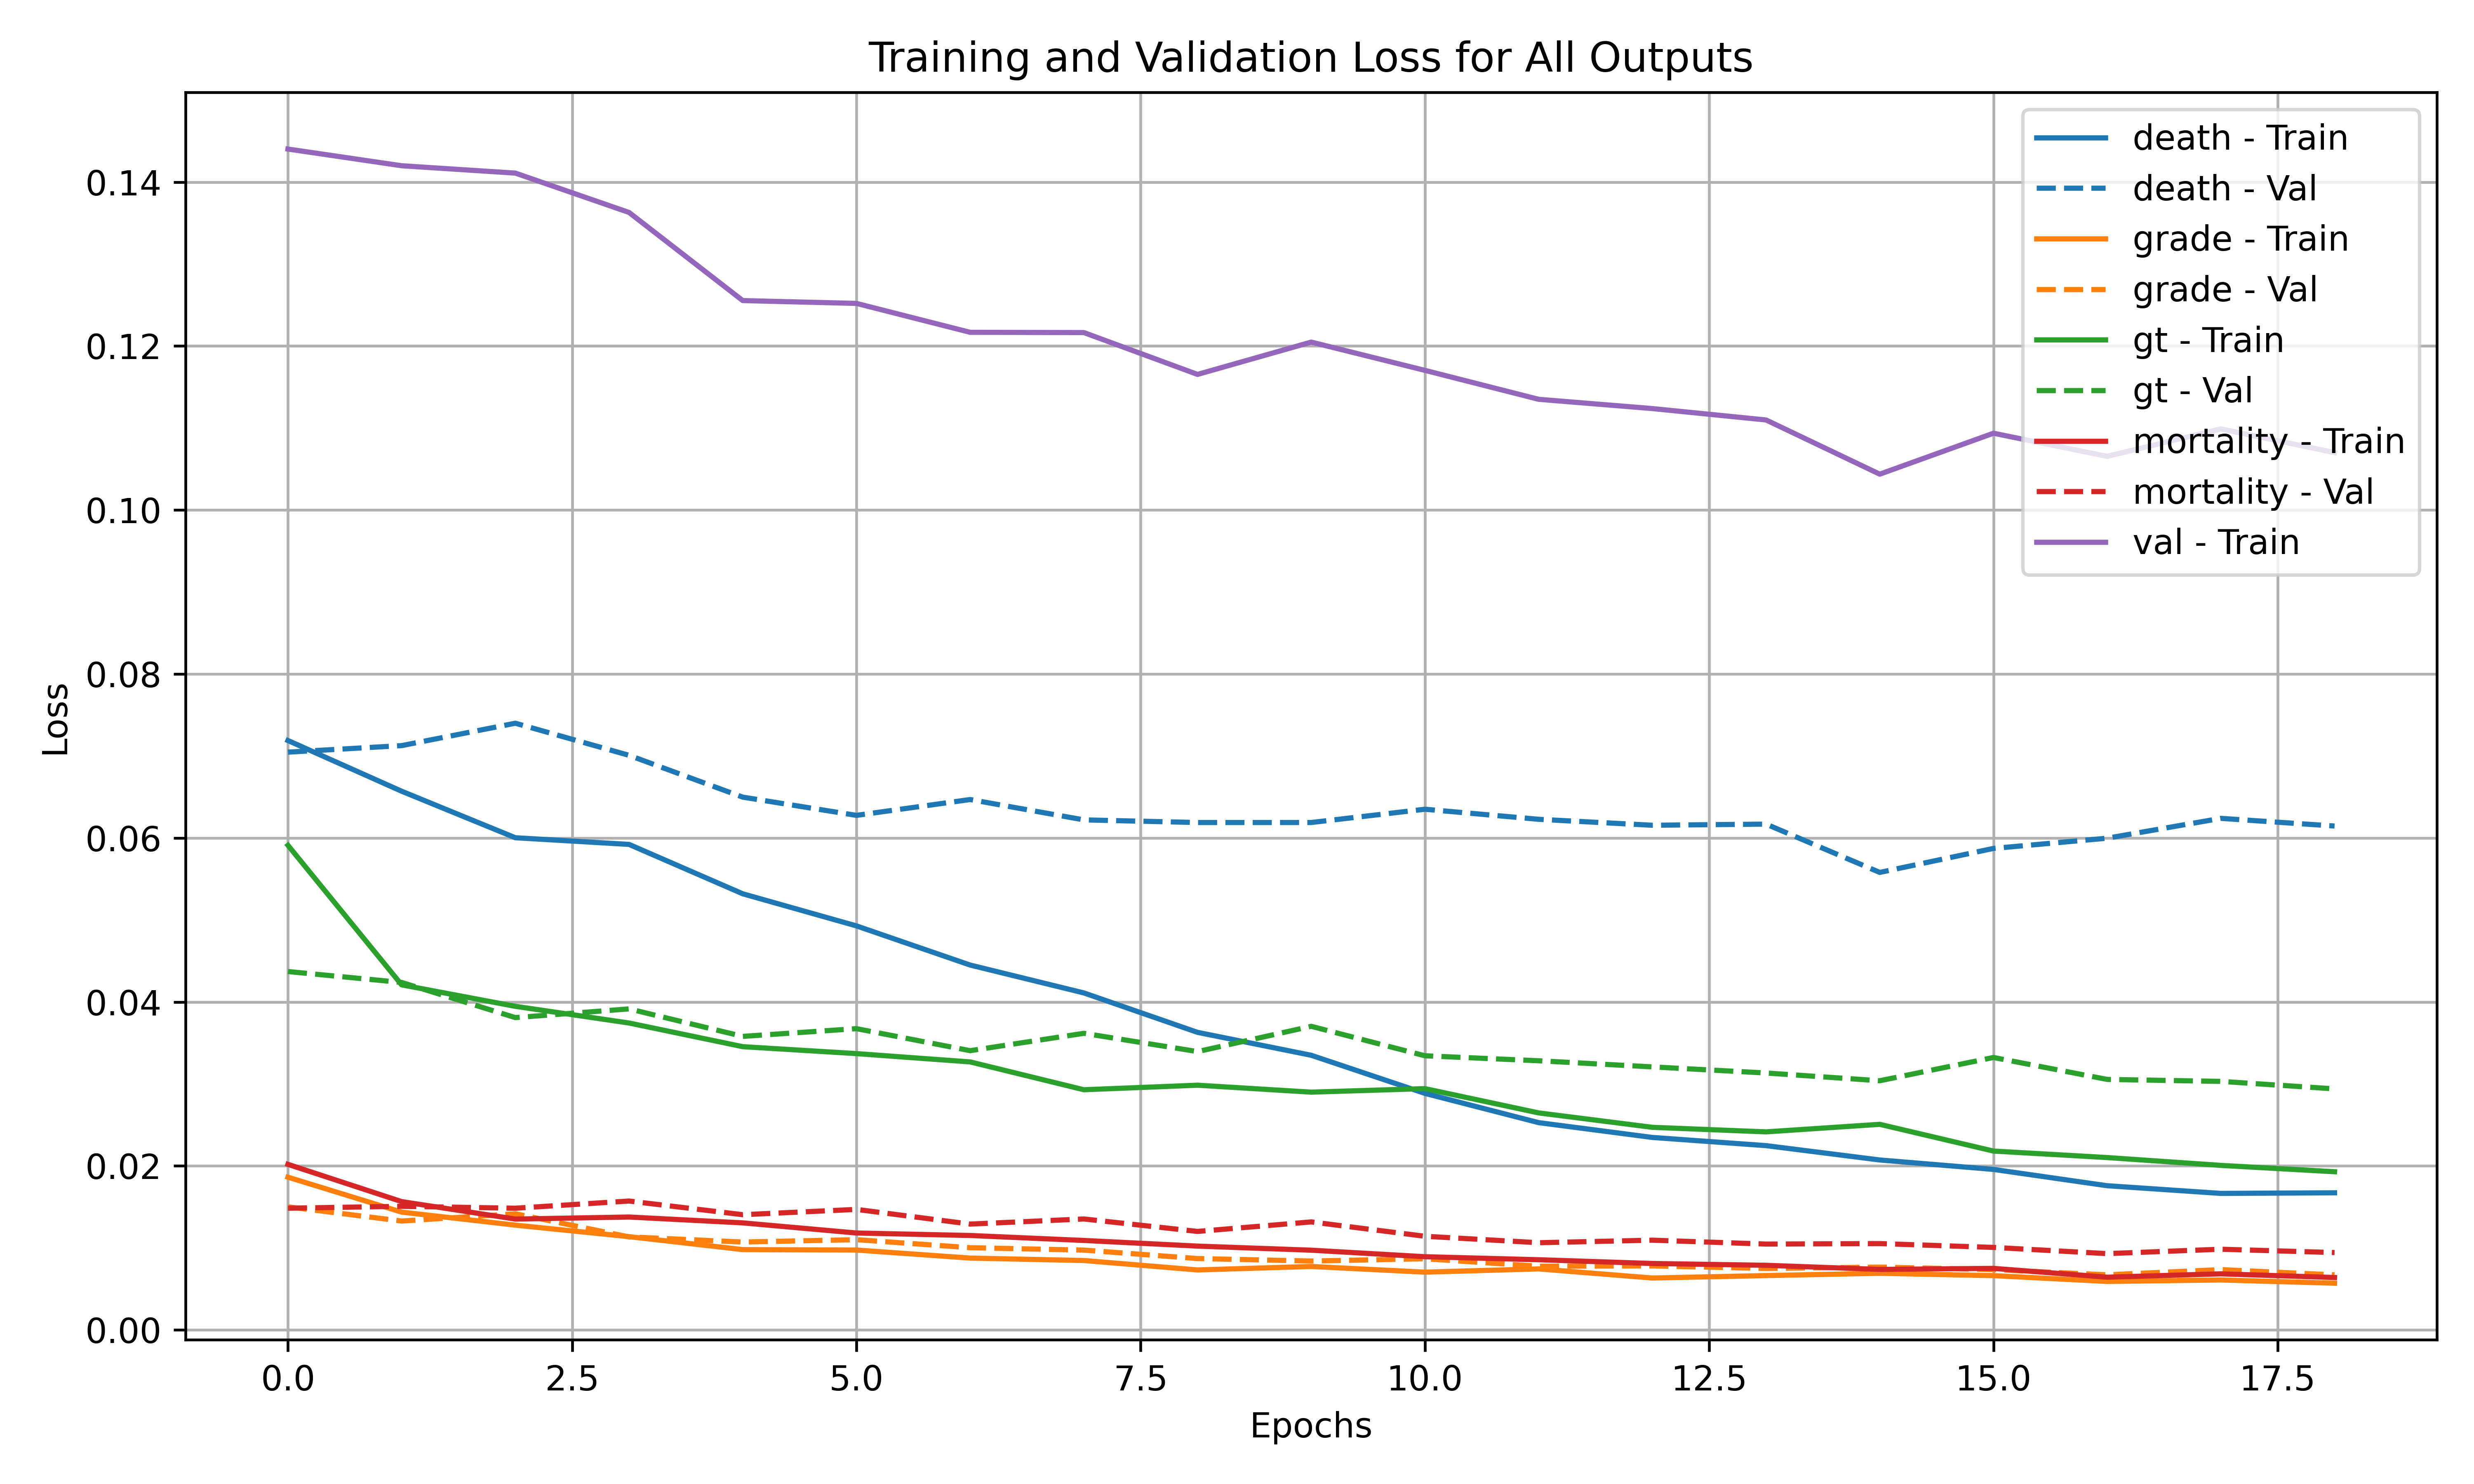 Training and Validation Loss for All Outputs
death - Train
death - Val
grade - Train
grade - Val
gt - Train
gt - Val
mortality - Train
mortality - Val
val - Train
0.14
0.12
0.10
0.08
0.06
0.04
0.02
0.00
Loss
0.0 2.5 5.0 7.5 10.0 12.5 15.0 17.5
Epochs